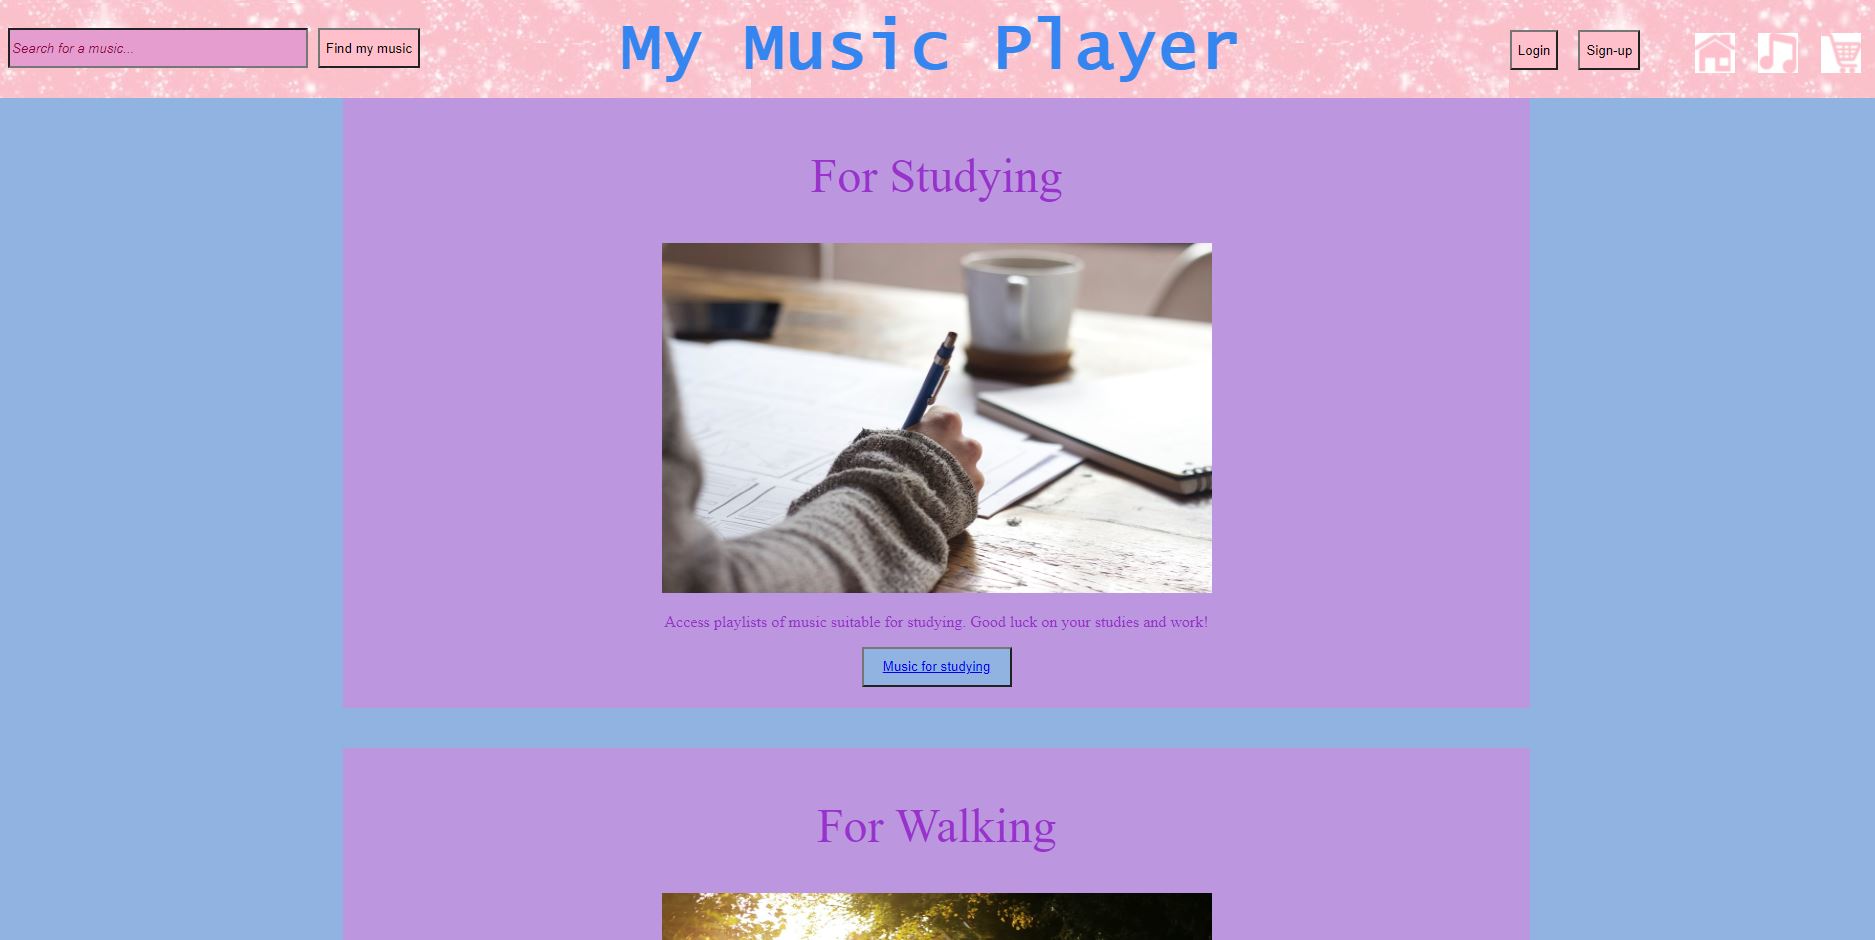 Search for a music...
Find my music
My Music Player
Login
Sign-up
For Studying
Access playlists of music suitable for studying. Good luck on your studies and work!
Music for studying
For Walking